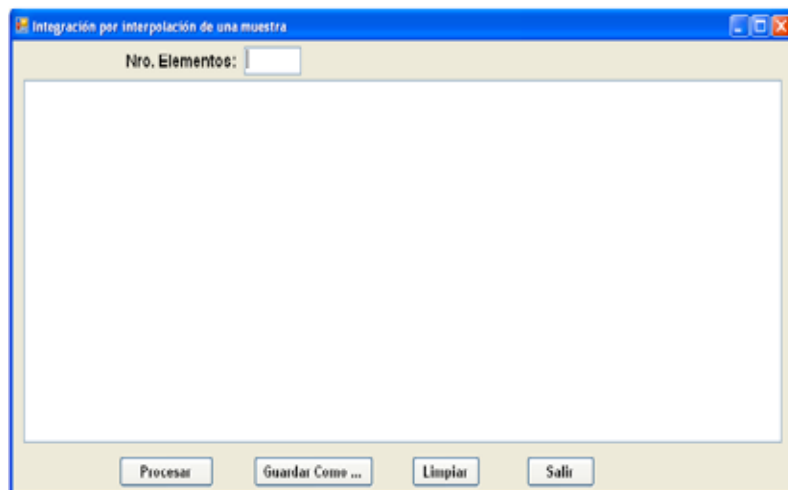 Integración por interpolación de una muestra
Nro. Elementos:
Procesar Guardar Como ... Limpiar Salir